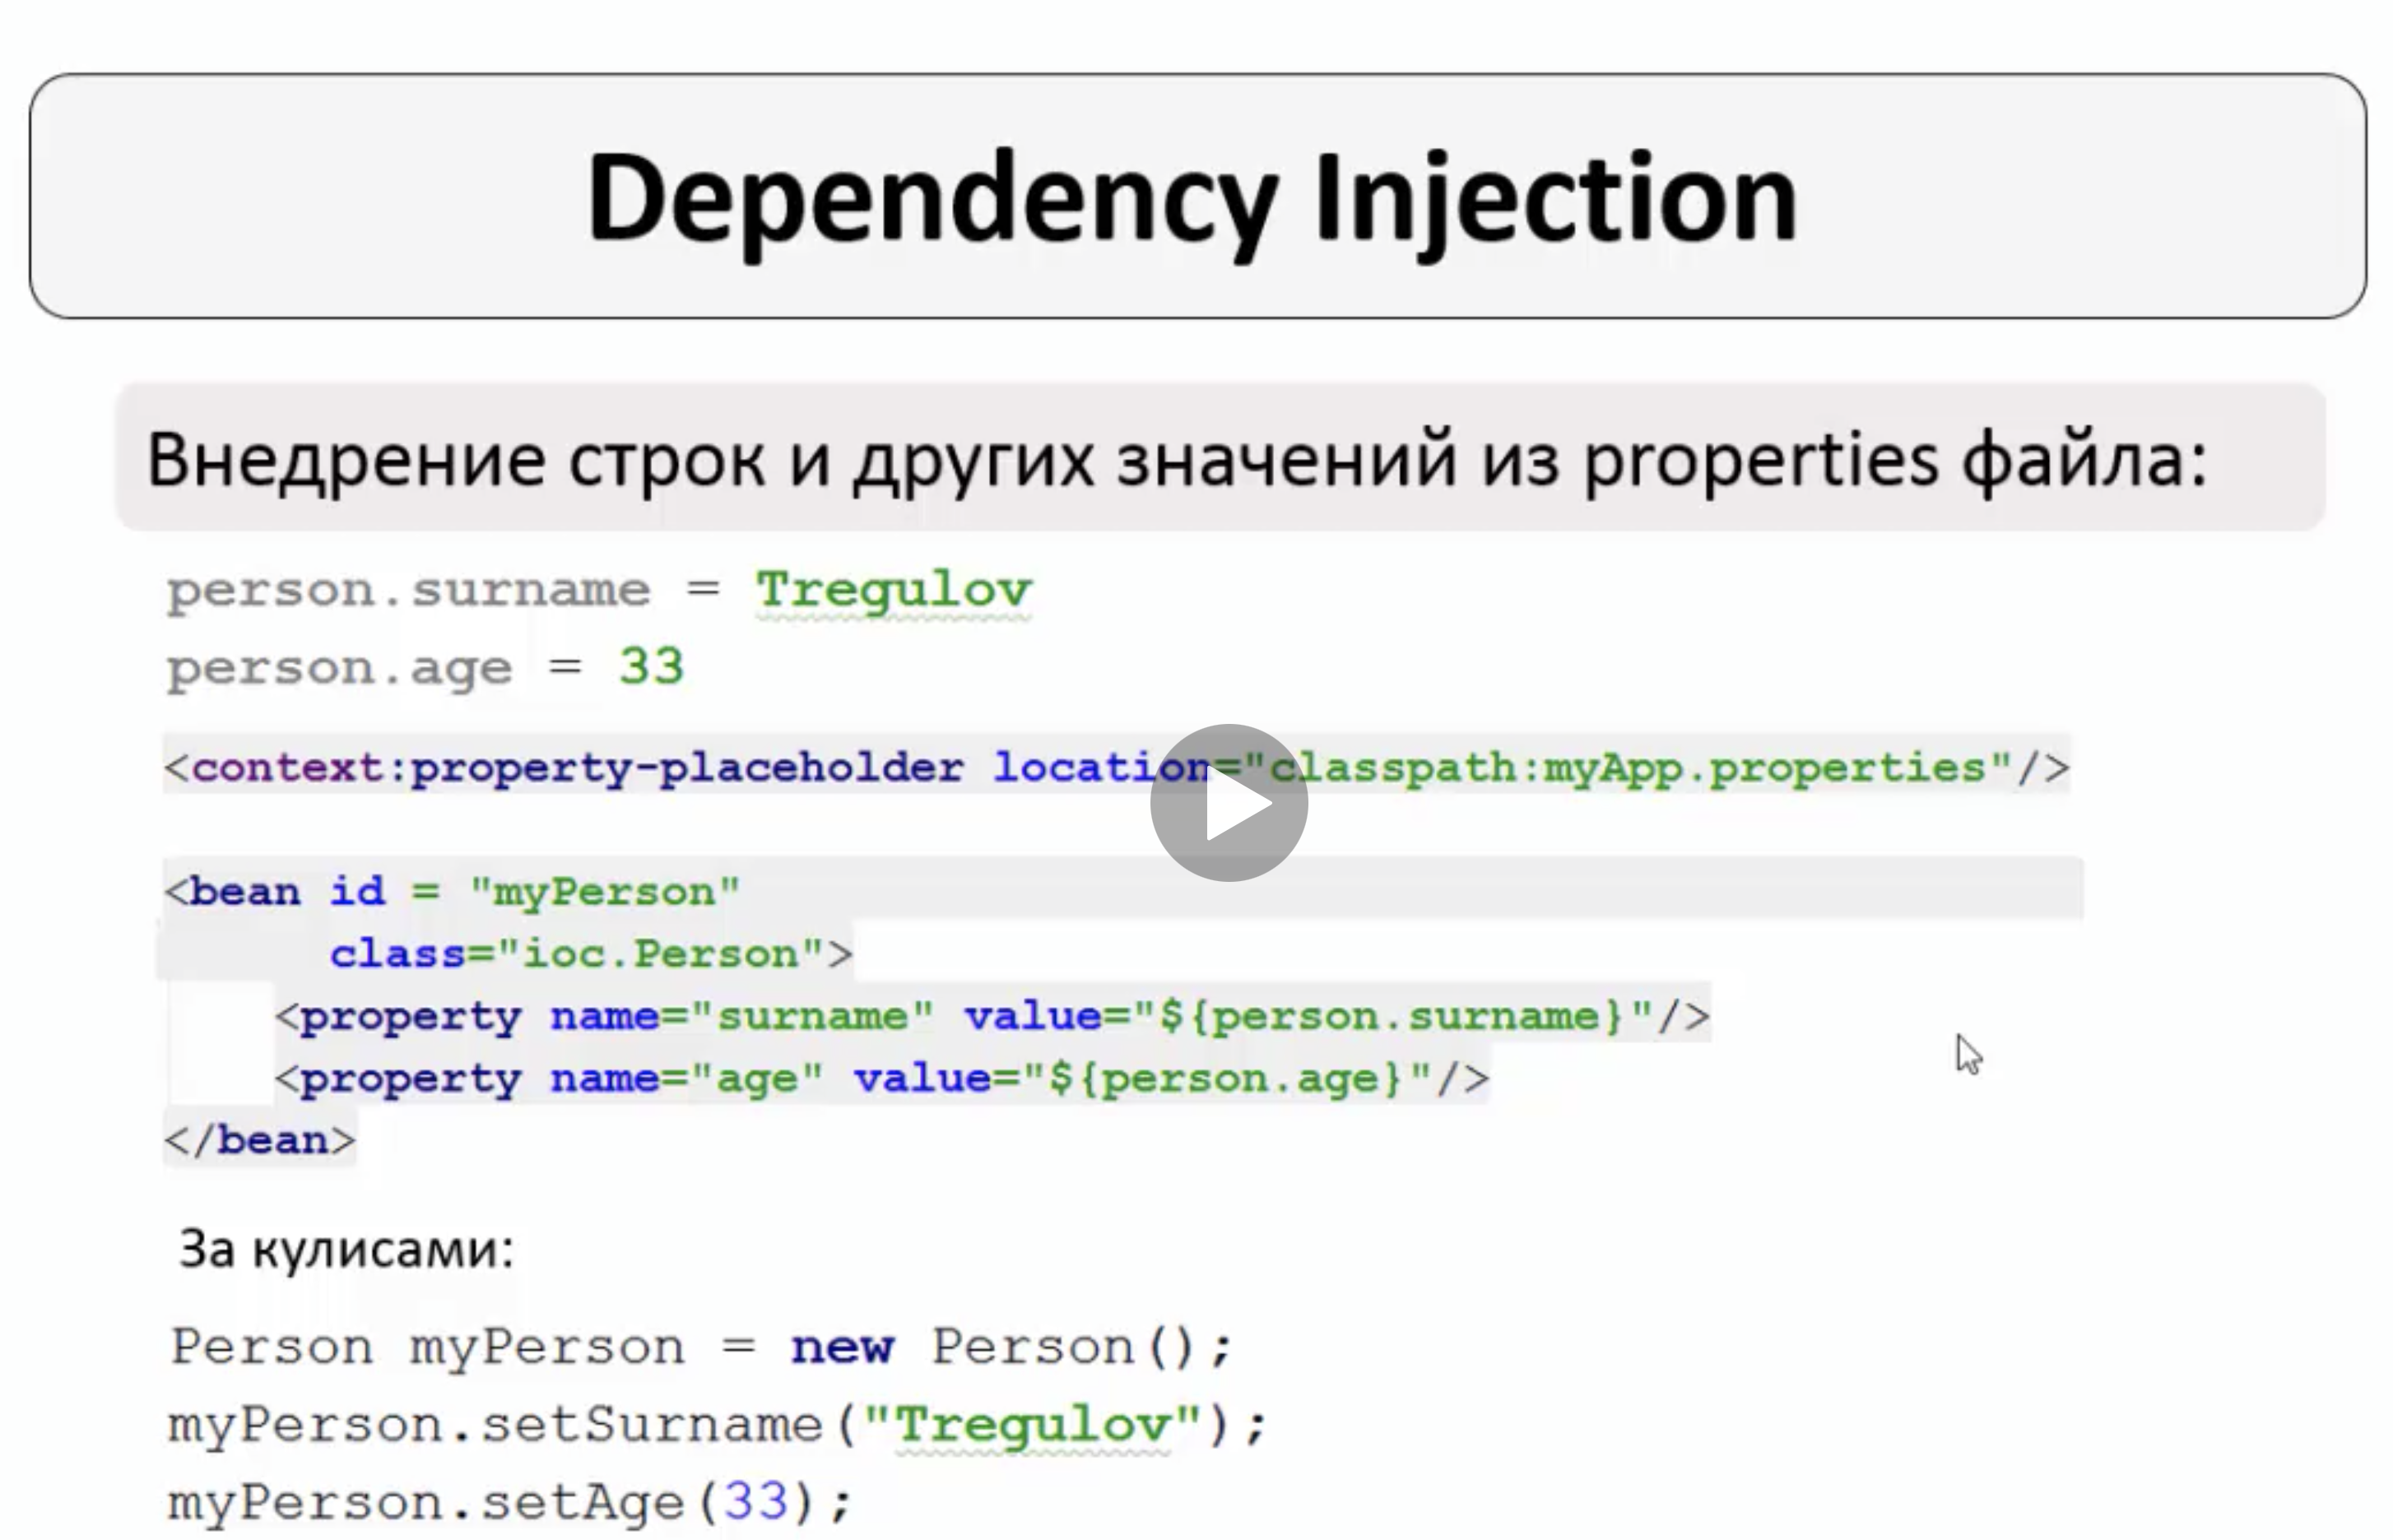 Dependency Injection
Внедрение строк и других значений из properties файла:
person.surname = Tregulov
person.age = 33
<context:property-placeholder location="classpath:myApp.properties"/>
<bean id = "myPerson"
class="ioc.Person">
<property name="surname" value="${person.surname}"/>
<property name="age" value="${person.age}"/>
</bean>
За кулисами:
Person myPerson = new Person();
myPerson.setSurname("Tregulov");
myPerson.setAge(33);